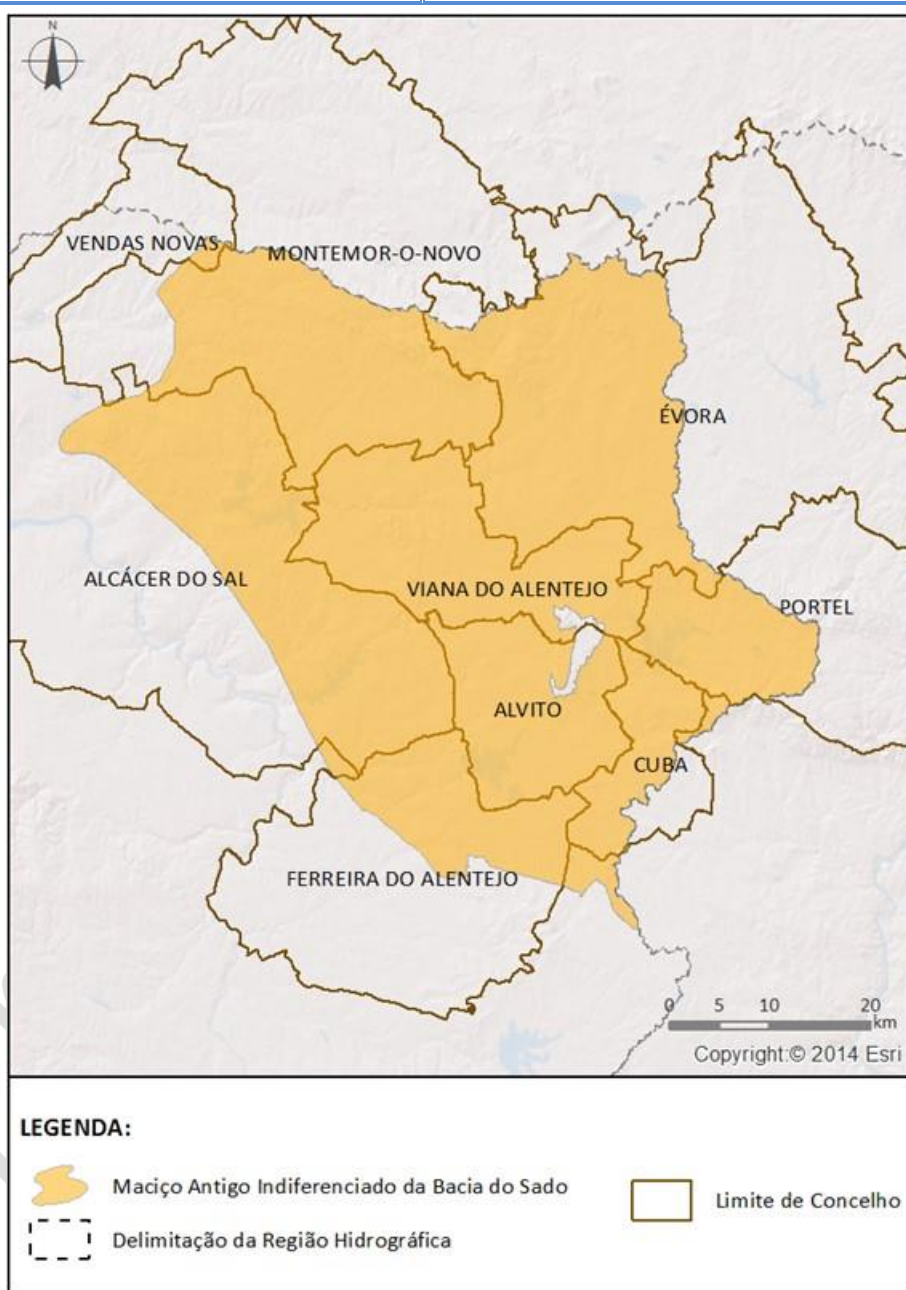 N
VENDAS NOVAS
MONTEMOR-O-NOVO
ÉVORA
ALCÁCER DO SAL
VIANA DO ALENTEJO
PORTEL
ALVITO
CUBA
FERREIRA DO ALENTEJO
0 5 10 20
km
Copyright:© 2014 Esri
LEGENDA:
Maciço Antigo Indiferenciado da Bacia do Sado
Limite de Concelho
Delimitação da Região Hidrográfica